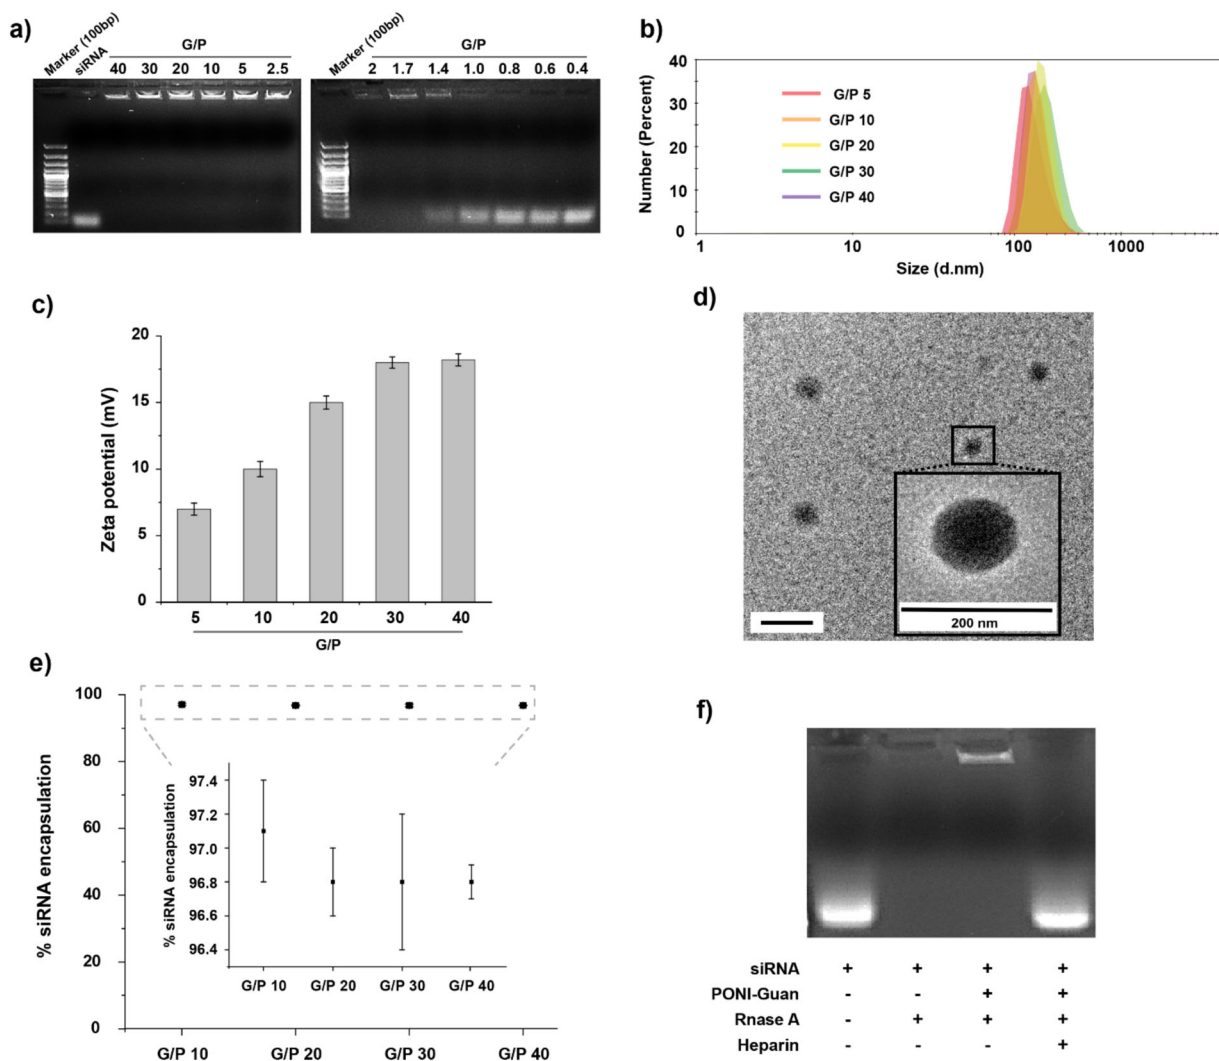 a)
Marker (100bp)
siRNA
G/P
40 30 20 10 5 2.5
Marker (100bp)
G/P
2 1.7 1.4 1.0 0.8 0.6 0.4
b)
Number (Percent)
40
30
20
10
0
G/P 5
G/P 10
G/P 20
G/P 30
G/P 40
1 10 100 1000
Size (d.nm)
c)
Zeta potential (mV)
20
15
10
5
0
5 10 20 30 40
G/P
d)
200 nm
e)
% siRNA encapsulation
100
80
60
40
20
0
G/P 10 G/P 20 G/P 30 G/P 40
% siRNA encapsulation
97.4
97.2
97.0
96.8
96.6
96.4
G/P 10 G/P 20 G/P 30 G/P 40
f)
siRNA + + + +
PONI-Guan - - + +
Rnase A - + + +
Heparin - - - +